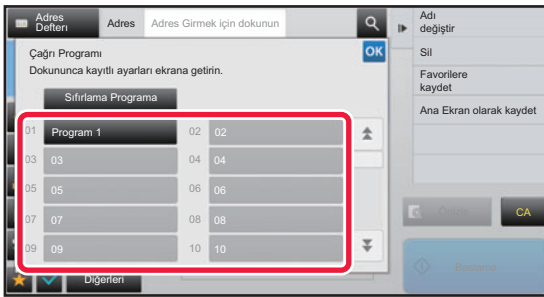 Adres
Defteri
Adres
Adres Girmek için dokunun
Adı
değiştir
Çağrı Programı
OK
Sil
Dokununca kayıtlı ayarları ekrana getirin.
Favorilere
kaydet
Sıfırlama Programa
Ana Ekran olarak kaydet
01 Program 1 02 02
03 03 04 04
05 05 06 06
07 07 08 08
CA
09 09 10 10
Diğerleri